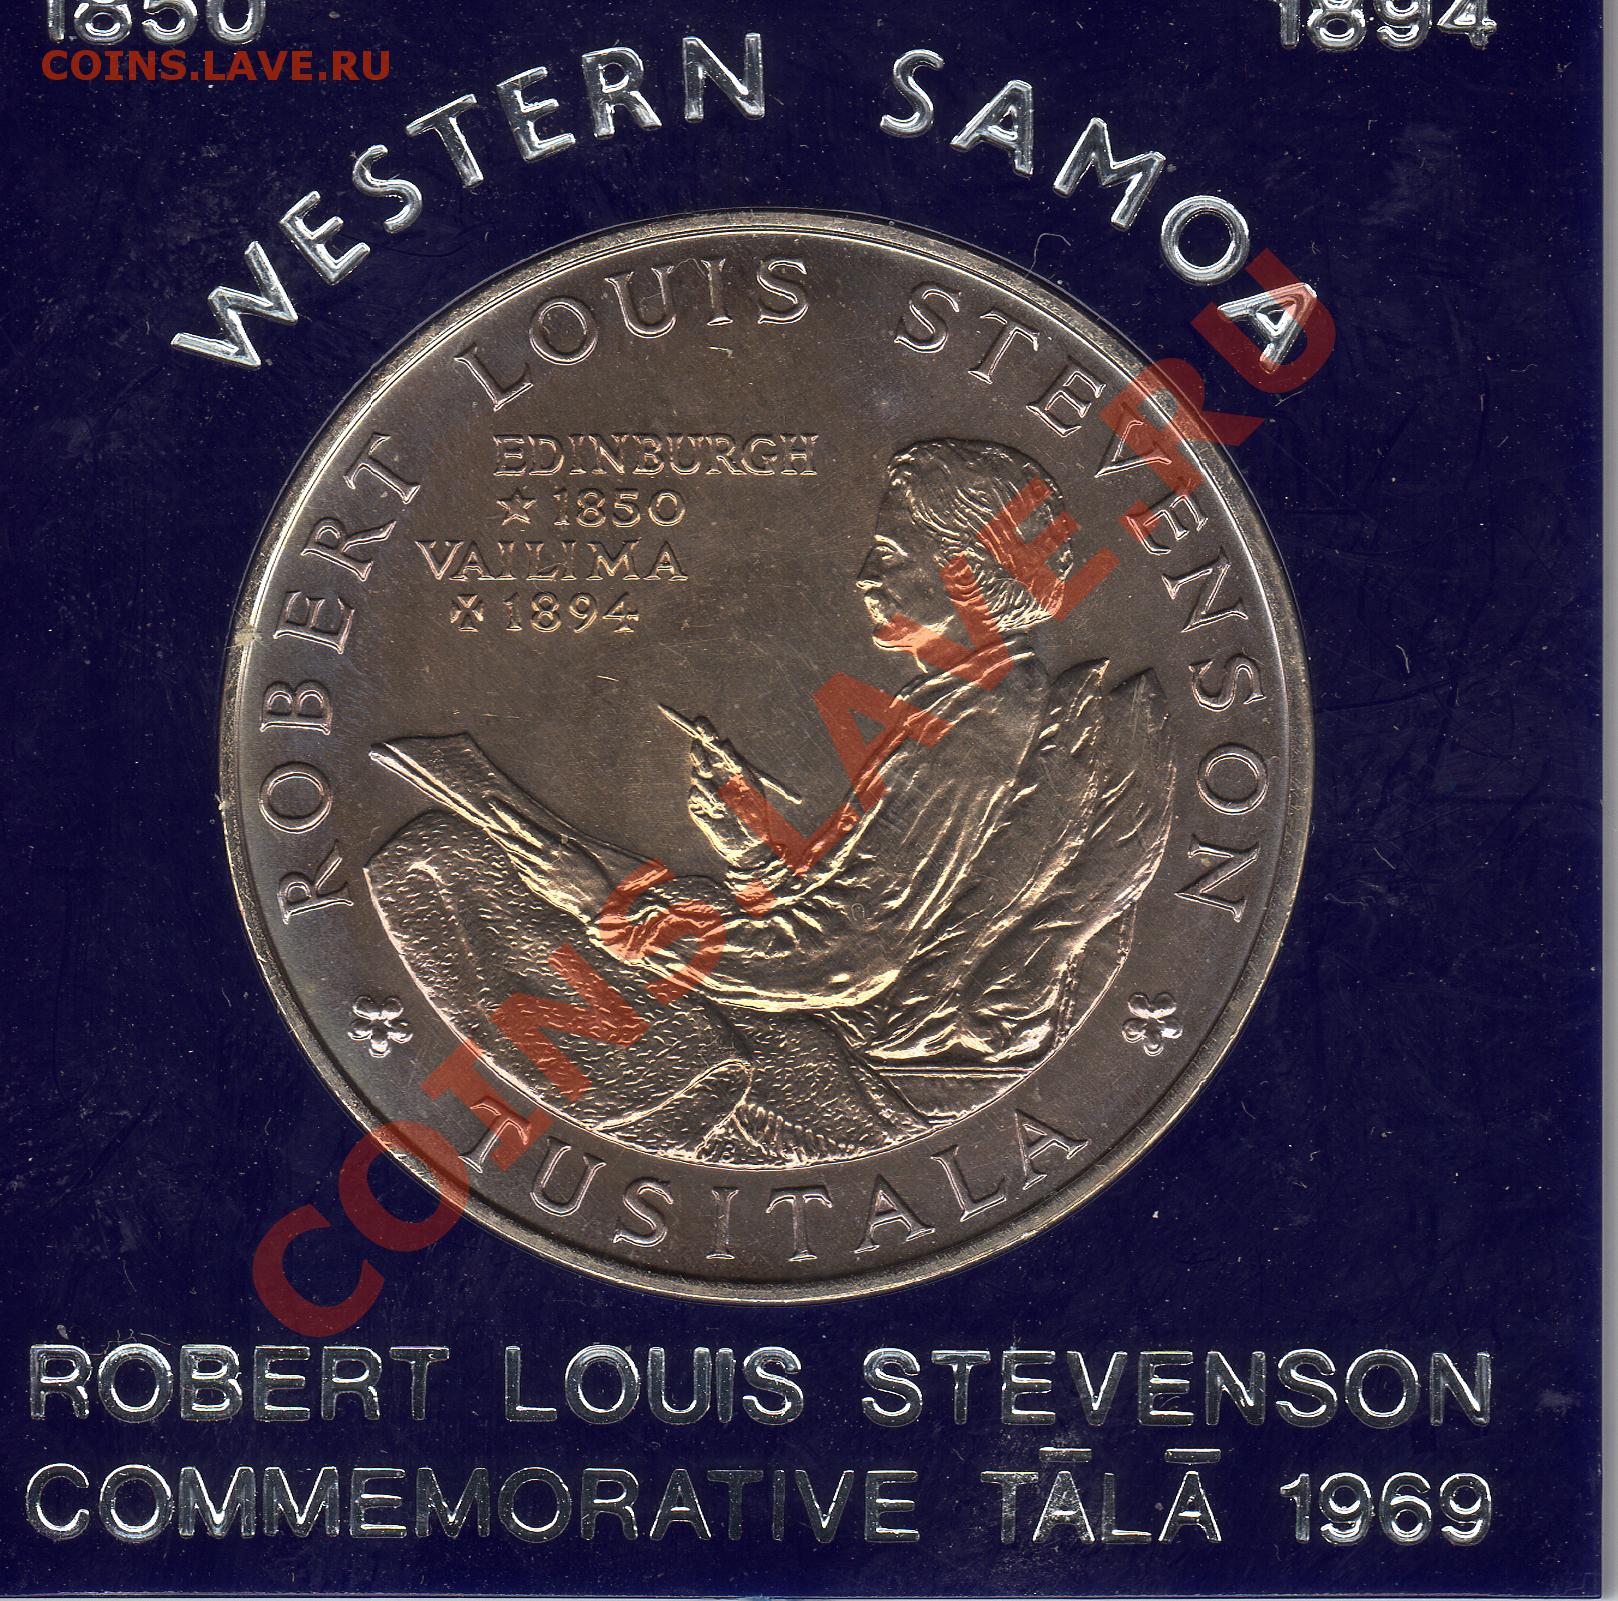 1850 1894
COINS.LAVE.RU
WESTERN SAMOA
ROBERT LOUIS STEVENSON
EDINBURGH
★ 1850
VAILIMA
✠ 1894
TUSITALA
COINS.LAVE.RU
ROBERT LOUIS STEVENSON
COMMEMORATIVE TĀLĀ 1969